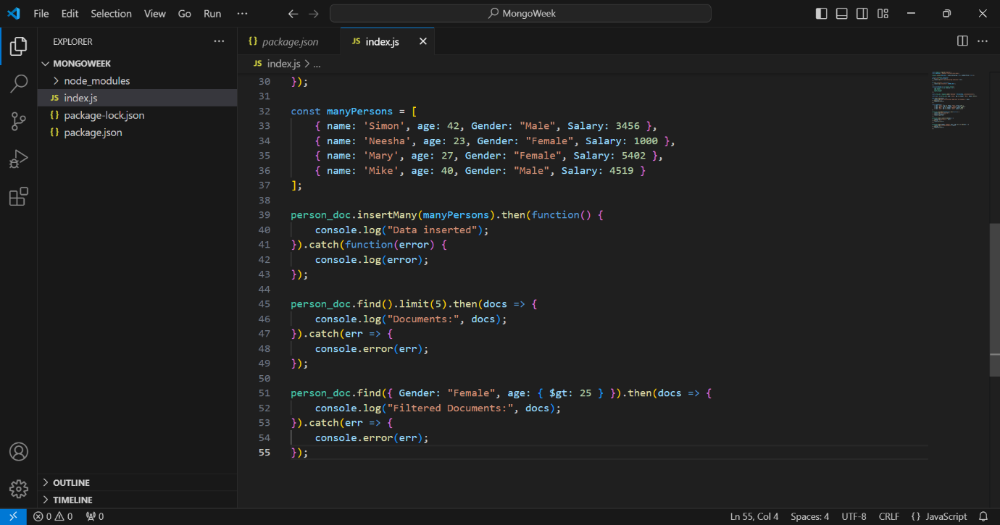 File Edit Selection View Go Run ··· MongoWeek
EXPLORER ···
MONGOWEEK
node_modules
JS index.js
{} package-lock.json
{} package.json
OUTLINE
TIMELINE
{} package.json JS index.js
JS index.js > ...
30 });
31
32 const manyPersons = [
33 { name: 'Simon', age: 42, Gender: "Male", Salary: 3456 },
34 { name: 'Neesha', age: 23, Gender: "Female", Salary: 1000 },
35 { name: 'Mary', age: 27, Gender: "Female", Salary: 5402 },
36 { name: 'Mike', age: 40, Gender: "Male", Salary: 4519 }
37 ];
38
39 person_doc.insertMany(manyPersons).then(function() {
40 console.log("Data inserted");
41 }).catch(function(error) {
42 console.log(error);
43 });
44
45 person_doc.find().limit(5).then(docs => {
46 console.log("Documents:", docs);
47 }).catch(err => {
48 console.error(err);
49 });
50
51 person_doc.find({ Gender: "Female", age: { $gt: 25 } }).then(docs => {
52 console.log("Filtered Documents:", docs);
53 }).catch(err => {
54 console.error(err);
55 });
0 0 0 Ln 55, Col 4 Spaces: 4 UTF-8 CRLF {} JavaScript